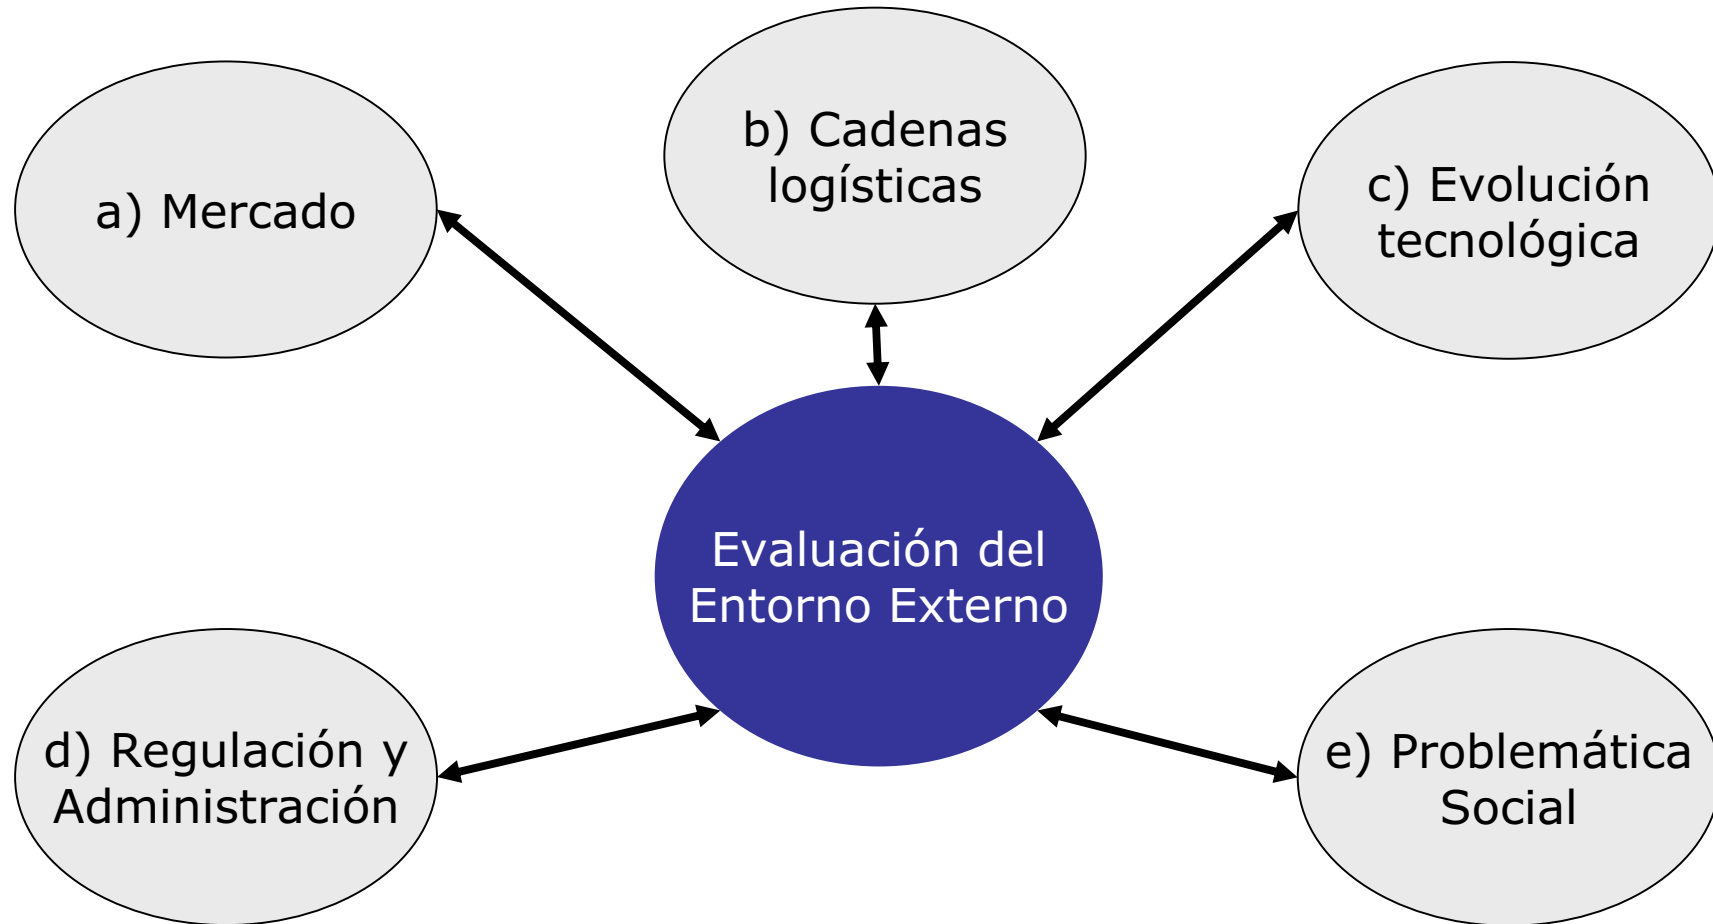 a) Mercado
b) Cadenas
logísticas
c) Evolución
tecnológica
Evaluación del
Entorno Externo
d) Regulación y
Administración
e) Problemática
Social